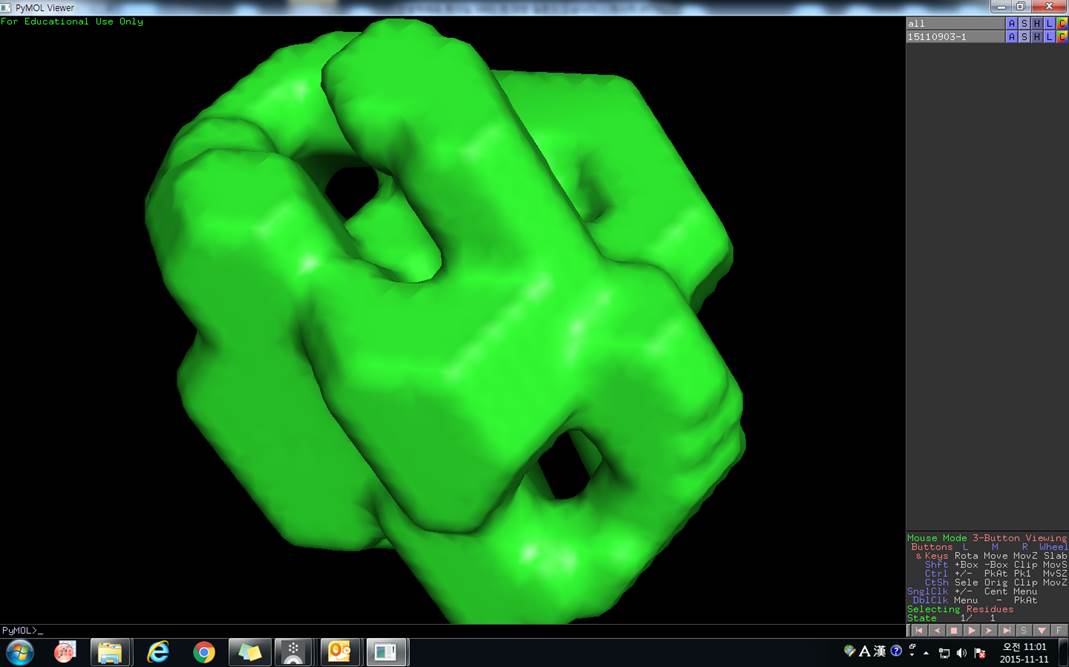 PyMOL Viewer
For Educational Use Only
all A S H L C
15110903-1 A S H L C
Mouse Mode 3-Button Viewing
Buttons L M R Wheel
& Keys Rota Move MovZ Slab
Shft +Box -Box Clip MovS
Ctrl +/- PkAt Pk1 MvSZ
CtSh Sele Orig Clip MovZ
SnglClk +/- Cent Menu
DblClk Menu - PkAt
Selecting Residues
State 1/ 1
S F
PyMOL>_
A 漢 오전 11:01
2015-11-11